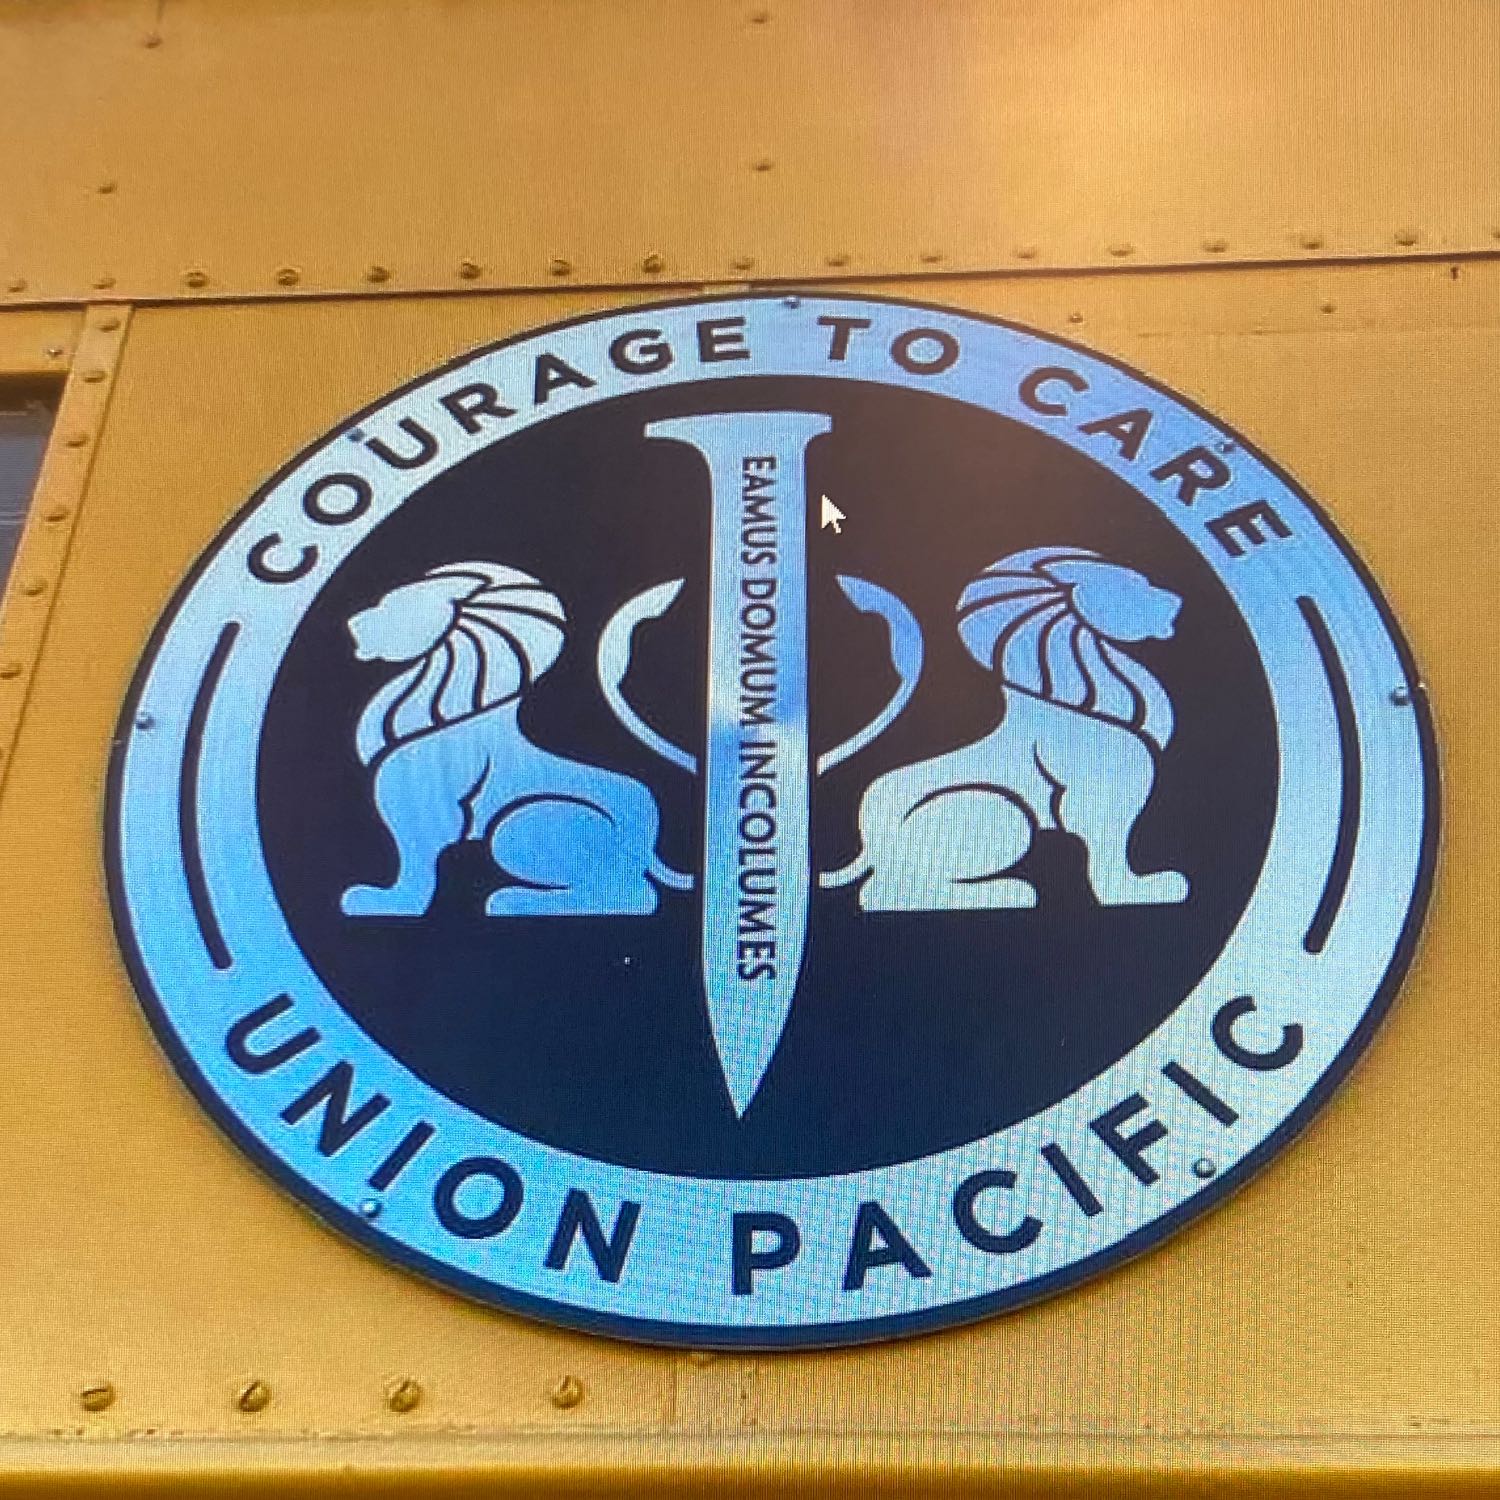 COURAGE TO CARE
EAMUS DOMUM INCOLUMES
UNION PACIFIC